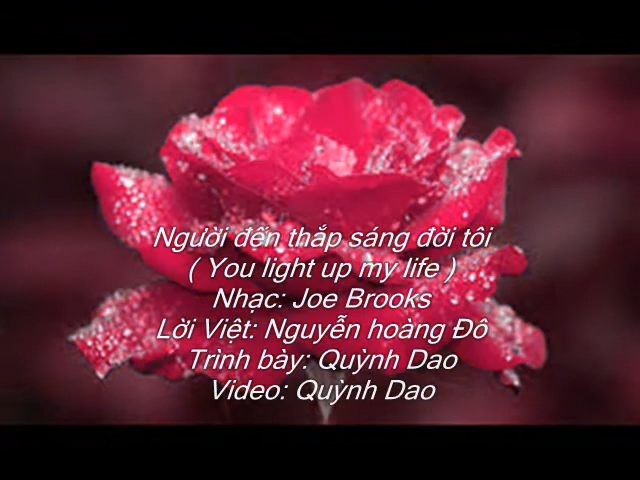 Người đến thắp sáng đời tôi
( You light up my life )
Nhạc: Joe Brooks
Lời Việt: Nguyễn hoàng Đô
Trình bày: Quỳnh Dao
Video: Quỳnh Dao